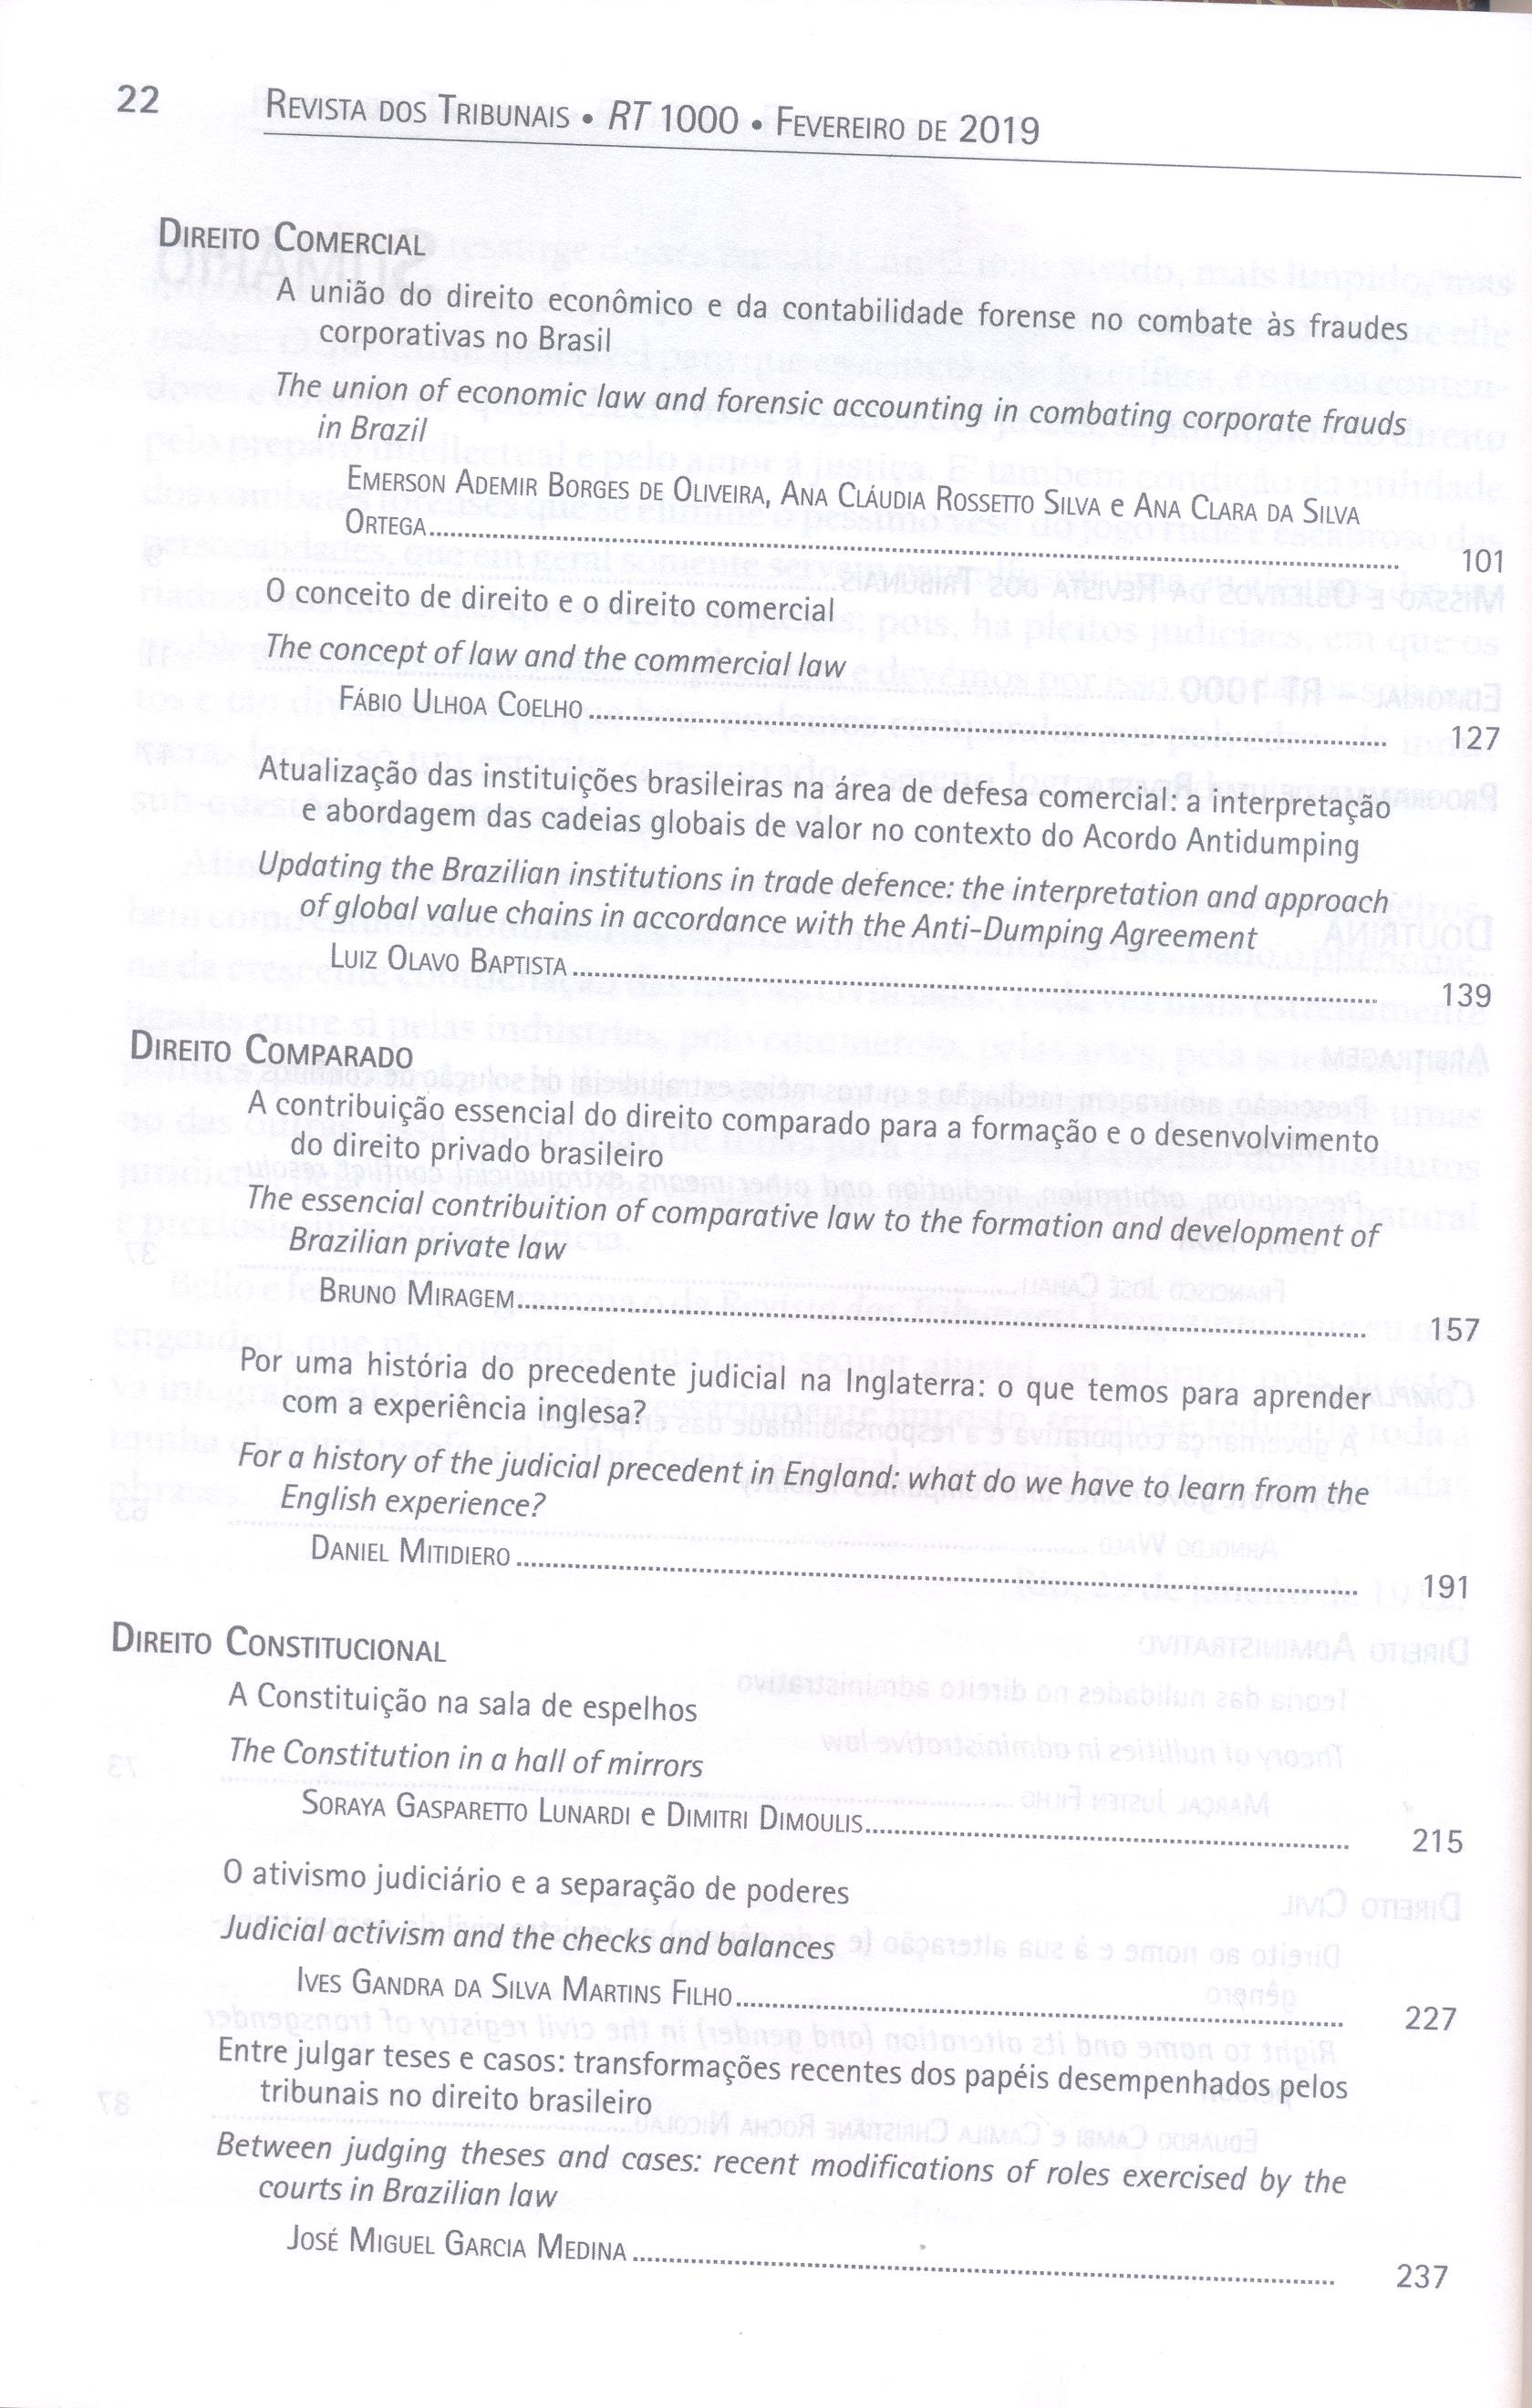 22
REVISTA DOS TRIBUNAIS • RT 1000 • FEVEREIRO DE 2019
DIREITO COMERCIAL
A união do direito econômico e da contabilidade forense no combate às fraudes
corporativas no Brasil
The union of economic law and forensic accounting in combating corporate frauds
in Brazil
EMERSON ADEMIR BORGES DE OLIVEIRA, ANA CLÁUDIA ROSSETTO SILVA e ANA CLARA DA SILVA
ORTEGA 101
O conceito de direito e o direito comercial
The concept of law and the commercial law
FÁBIO ULHOA COELHO 127
Atualização das instituições brasileiras na área de defesa comercial: a interpretação
e abordagem das cadeias globais de valor no contexto do Acordo Antidumping
Updating the Brazilian institutions in trade defence: the interpretation and approach
of global value chains in accordance with the Anti-Dumping Agreement
LUIZ OLAVO BAPTISTA 139
DIREITO COMPARADO
A contribuição essencial do direito comparado para a formação e o desenvolvimento
do direito privado brasileiro
The essencial contribuition of comparative law to the formation and development of
Brazilian private law
BRUNO MIRAGEM 157
Por uma história do precedente judicial na Inglaterra: o que temos para aprender
com a experiência inglesa?
For a history of the judicial precedent in England: what do we have to learn from the
English experience?
DANIEL MITIDIERO 191
DIREITO CONSTITUCIONAL
A Constituição na sala de espelhos
The Constitution in a hall of mirrors
SORAYA GASPARETTO LUNARDI e DIMITRI DIMOULIS 215
O ativismo judiciário e a separação de poderes
Judicial activism and the checks and balances
IVES GANDRA DA SILVA MARTINS FILHO 227
Entre julgar teses e casos: transformações recentes dos papéis desempenhados pelos
tribunais no direito brasileiro
Between judging theses and cases: recent modifications of roles exercised by the
courts in Brazilian law
JOSÉ MIGUEL GARCIA MEDINA 237